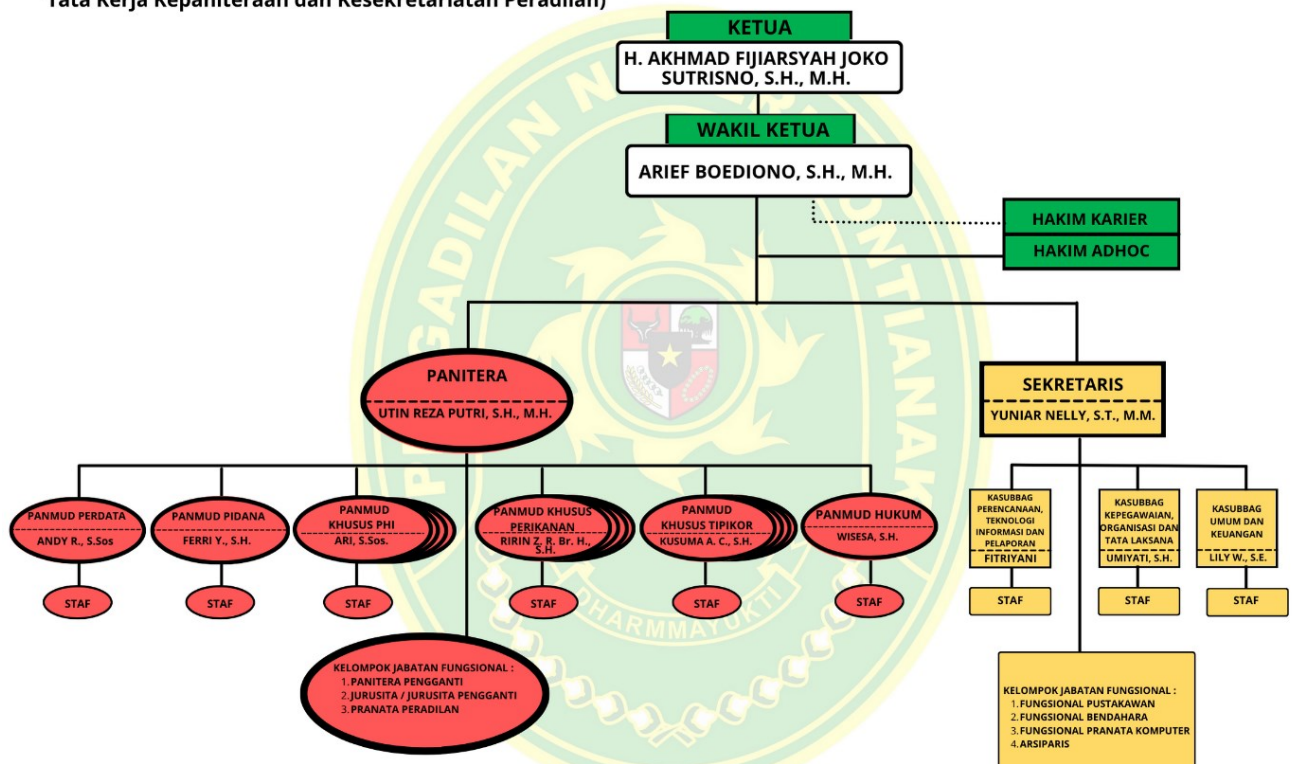 Tata Kerja Kepaniteraan dan Kesekretariatan Peradilan)
KETUA
H. AKHMAD FIJIARSYAH JOKO
SUTRISNO, S.H., M.H.
WAKIL KETUA
ARIEF BOEDIONO, S.H., M.H.
HAKIM KARIER
HAKIM ADHOC
PANITERA
UTIN REZA PUTRI, S.H., M.H.
SEKRETARIS
YUNIAR NELLY, S.T., M.M.
PANMUD PERDATA
ANDY R., S.Sos
STAF
PANMUD PIDANA
FERRI Y., S.H.
STAF
PANMUD
KHUSUS PHI
ARI, S.Sos.
STAF
PANMUD KHUSUS
PERIKANAN
RIRIN Z, R. Br. H.,
S.H.
STAF
PANMUD
KHUSUS TIPIKOR
KUSUMA A. C., S.H.
STAF
PANMUD HUKUM
WISESA, S.H.
STAF
KASUBBAG
PERENCANAAN,
TEKNOLOGI
INFORMASI DAN
PELAPORAN
FITRIYANI
STAF
KASUBBAG
KEPEGAWAIAN,
ORGANISASI DAN
TATA LAKSANA
UMIYATI, S.H.
STAF
KASUBBAG
UMUM DAN
KEUANGAN
LILY W., S.E.
STAF
KELOMPOK JABATAN FUNGSIONAL :
1. PANITERA PENGGANTI
2. JURUSITA / JURUSITA PENGGANTI
3. PRANATA PERADILAN
KELOMPOK JABATAN FUNGSIONAL :
1. FUNGSIONAL PUSTAKAWAN
2. FUNGSIONAL BENDAHARA
3. FUNGSIONAL PRANATA KOMPUTER
4. ARSIPARIS
DHARMMAYUKTI